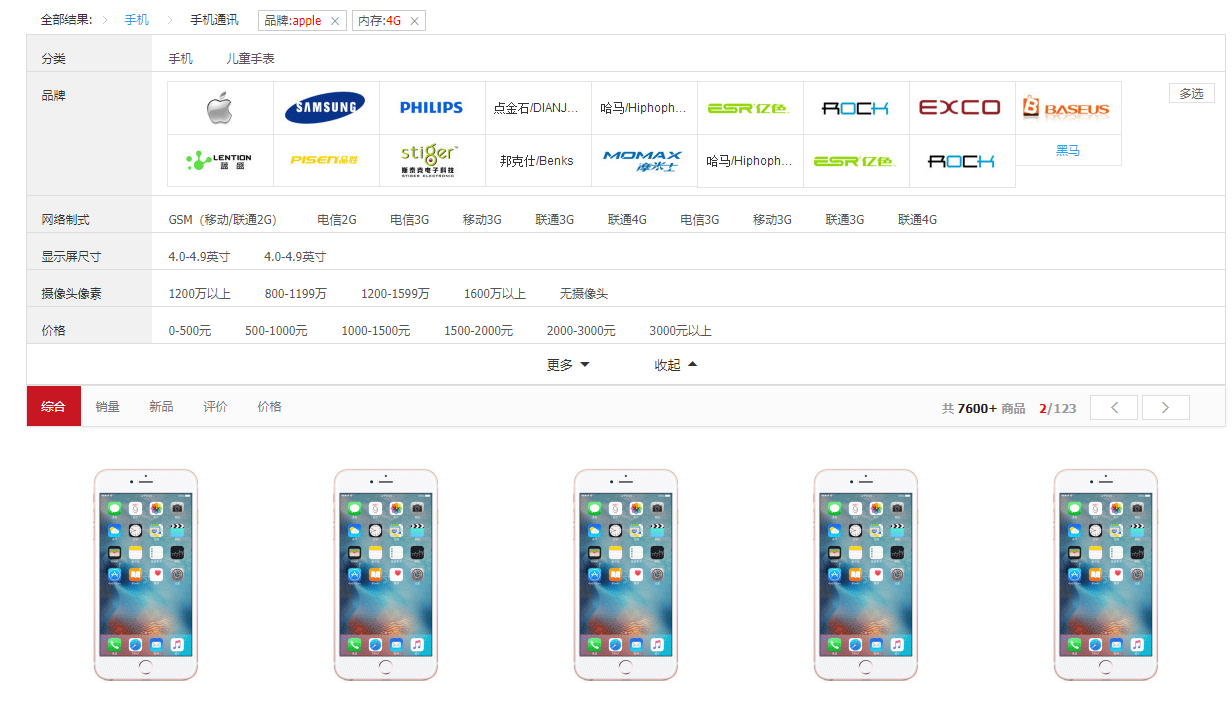 全部结果: 手机 手机通讯 品牌:apple 内存:4G
分类 手机 儿童手表
品牌 SAMSUNG PHILIPS 点金石/DIANJ... 哈马/Hiphoph... ESR亿色 ROCK EXCO BASEUS 多选
LENTION 蓝盛 PISEN品胜 stiger 斯泰克电子科技 STIGER ELECTRONIC 邦克仕/Benks MOMAX 摩米士 哈马/Hiphoph... ESR亿色 ROCK 黑马
网络制式 GSM（移动/联通2G） 电信2G 电信3G 移动3G 联通3G 联通4G 电信3G 移动3G 联通3G 联通4G
显示屏尺寸 4.0-4.9英寸 4.0-4.9英寸
摄像头像素 1200万以上 800-1199万 1200-1599万 1600万以上 无摄像头
价格 0-500元 500-1000元 1000-1500元 1500-2000元 2000-3000元 3000元以上
更多 收起
综合 销量 新品 评价 价格 共 7600+ 商品 2/123